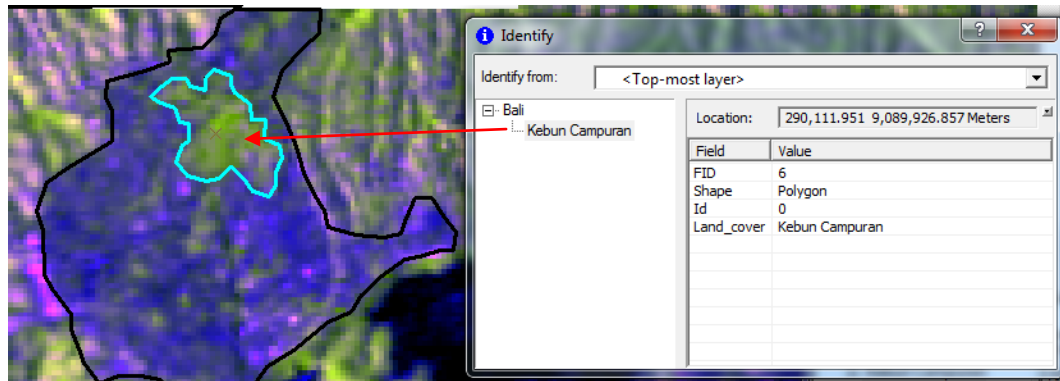 Identify
Identify from: <Top-most layer>
Bali
Kebun Campuran
Location: 290,111.951 9,089,926.857 Meters
Field Value
FID 6
Shape Polygon
Id 0
Land_cover Kebun Campuran